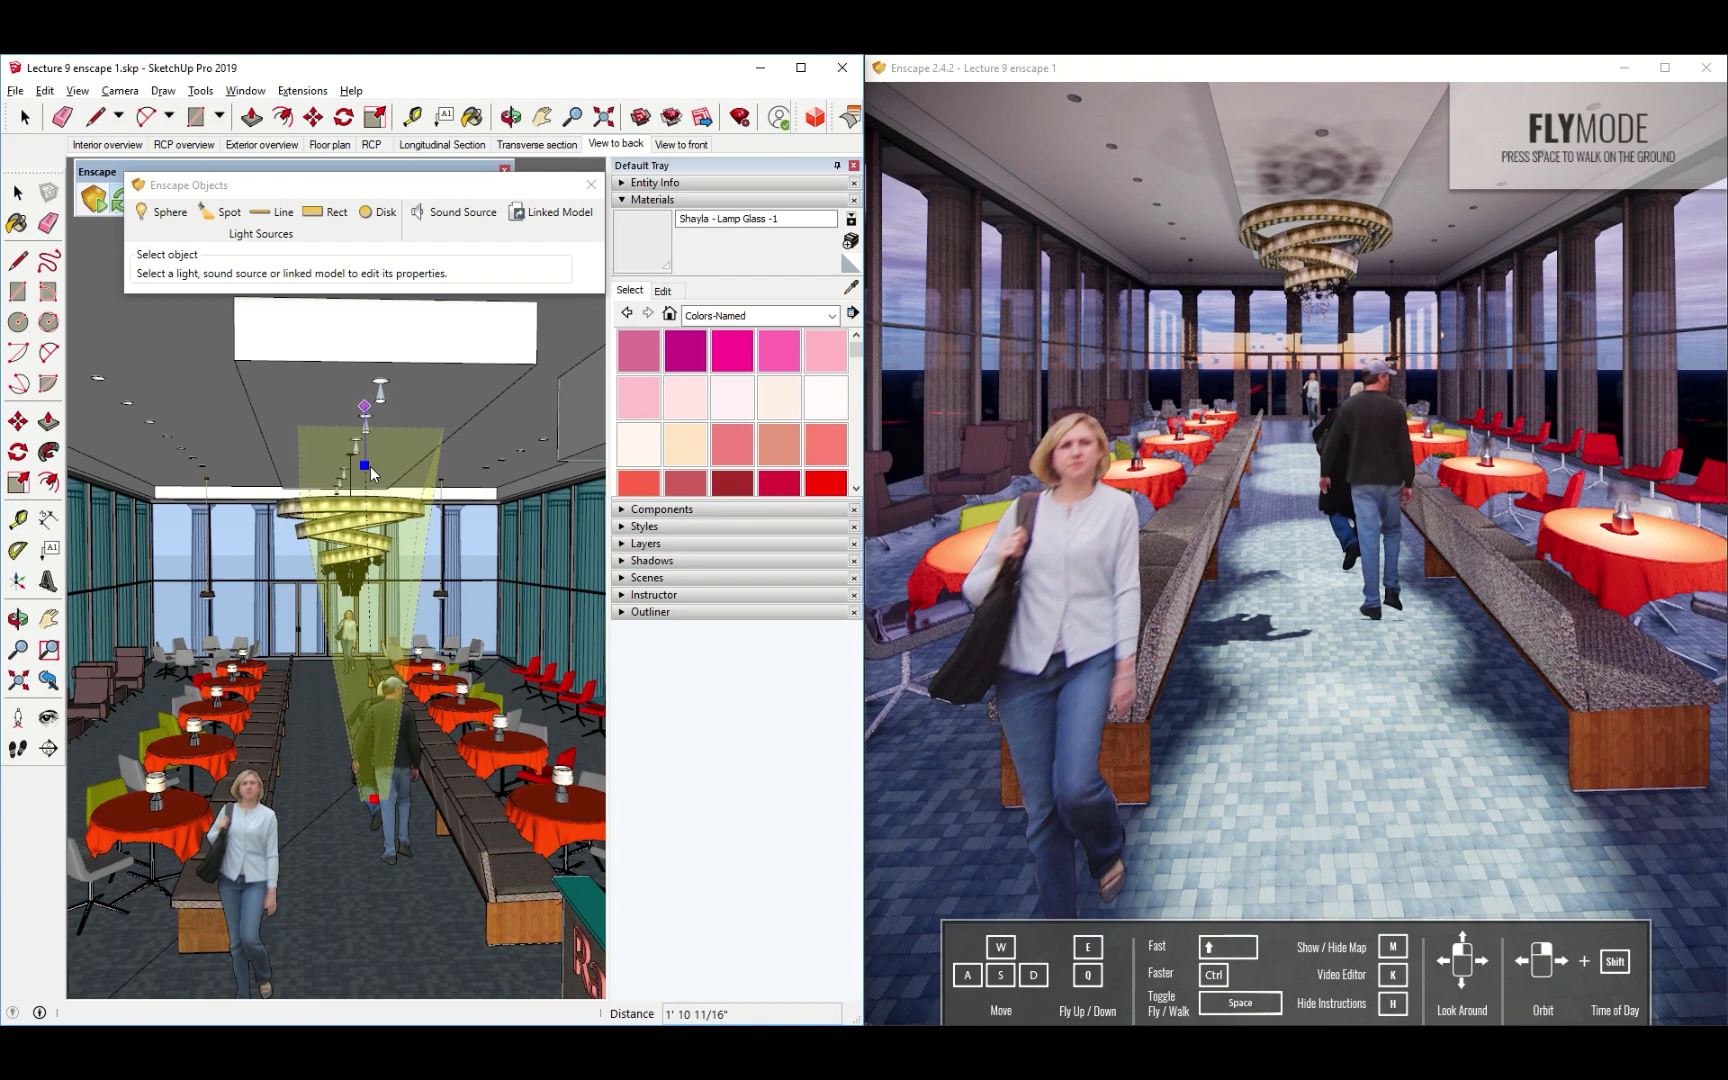 Lecture 9 enscape 1.skp - SketchUp Pro 2019
File Edit View Camera Draw Tools Window Extensions Help
A1
Interior overview RCP overview Exterior overview Floor plan RCP Longitudinal Section Transverse section View to back View to front
Enscape
Enscape Objects
Sphere Spot Line Rect Disk Sound Source Linked Model
Light Sources
Select object
Select a light, sound source or linked model to edit its properties.
A1
Default Tray
Entity Info
Materials
Shayla - Lamp Glass -1
Select Edit
Colors-Named
Components
Styles
Layers
Shadows
Scenes
Instructor
Outliner
Distance 1' 10 11/16"
Enscape 2.4.2 - Lecture 9 enscape 1
FLYMODE
PRESS SPACE TO WALK ON THE GROUND
W
A S D
Move
E
Q
Fly Up / Down
Fast
Faster Ctrl
Toggle
Fly / Walk Space
Show / Hide Map M
Video Editor K
Hide Instructions H
Look Around
Orbit
+ Shift
Time of Day